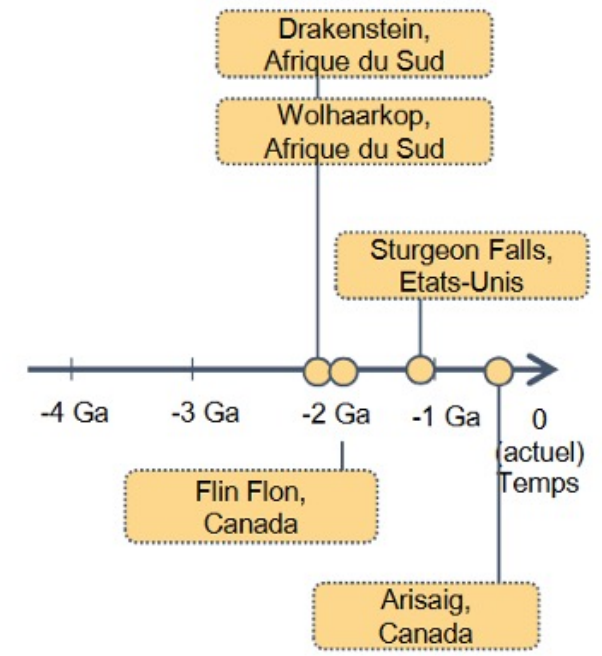 Drakenstein,
Afrique du Sud
Wolhaarkop,
Afrique du Sud
Sturgeon Falls,
Etats-Unis
-4 Ga
-3 Ga
-2 Ga
-1 Ga
0
(actuel)
Temps
Flin Flon,
Canada
Arisaig,
Canada